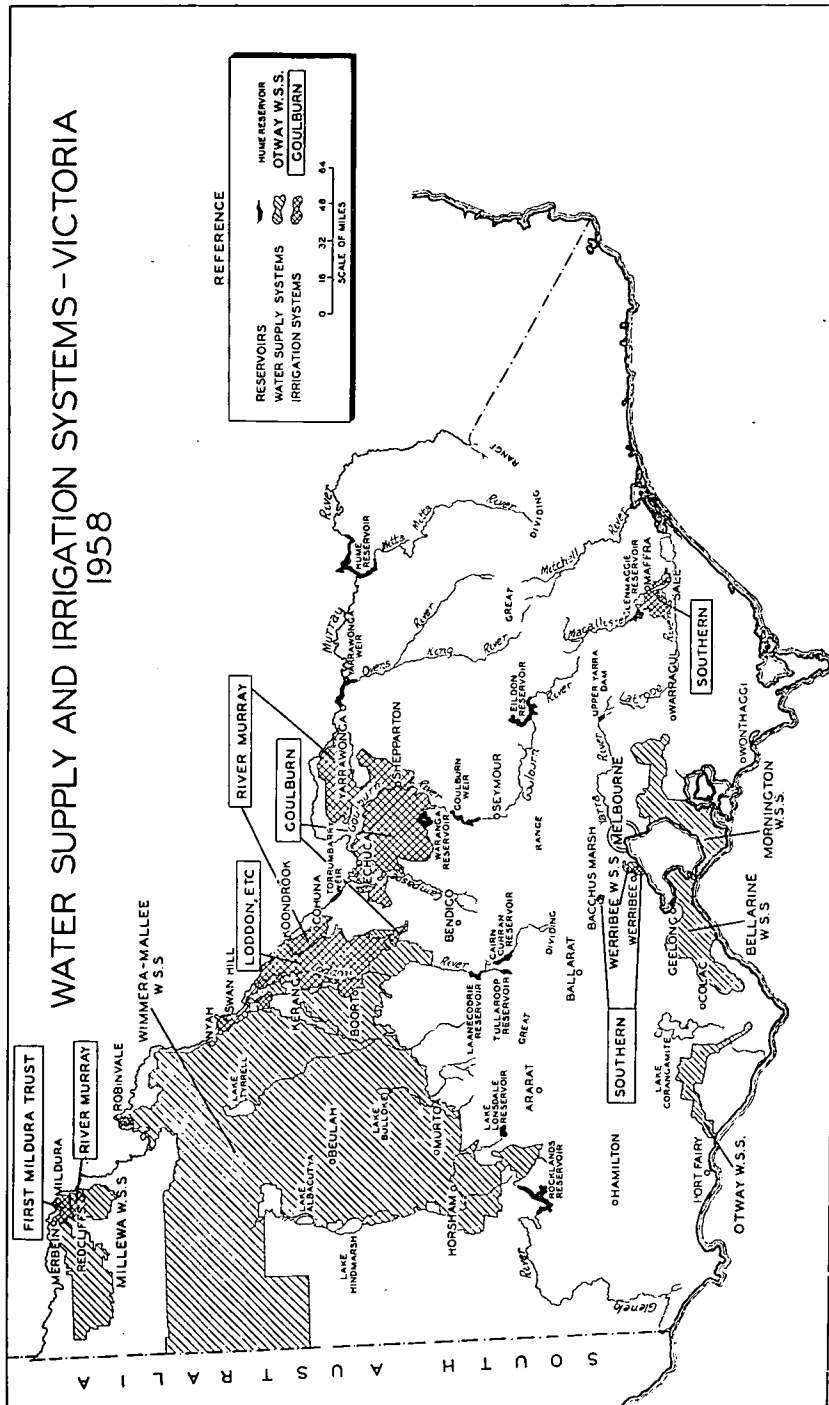 WATER SUPPLY AND IRRIGATION SYSTEMS – VICTORIA
1958
REFERENCE
RESERVOIRS
HUME RESERVOIR
WATER SUPPLY SYSTEMS
OTWAY W.S.S.
IRRIGATION SYSTEMS
GOULBURN
0 16 32 48 64
SCALE OF MILES
SOUTH AUSTRALIA
FIRST MILDURA TRUST
RIVER MURRAY
MERBEIN
MILDURA
REDCLIFFS
MILLEWA W.S.S
ROBINVALE
WIMMERA-MALLEE
W.S.S
NYAH
SWAN HILL
LODDON, ETC
RIVER MURRAY
GOULBURN
KOONDROOK
COHUNA
KERANG
BOORT
TORRUMBARRY
WEIR
ECHUCA
YARRAWONGA
YARRAWONGA
WEIR
Murray
River
HUME
RESERVOIR
Mitta Mitta
River
SHEPPARTON
Goulburn
River
WARANGA
RESERVOIR
GOULBURN
WEIR
SEYMOUR
Goulburn
River
EILDON
RESERVOIR
Ovens
River
King
River
GREAT
DIVIDING
RANGE
LAKE
TYRRELL
BEULAH
LAKE
BULLOKE
LAKE
ALBACUTYA
LAKE
HINDMARSH
MURTOA
HORSHAM
LAKE
LONSDALE
RESERVOIR
ROCKLANDS
RESERVOIR
Glenelg
River
HAMILTON
ARARAT
LAANECOORIE
RESERVOIR
TULLAROOP
RESERVOIR
CAIRN
CURRAN
RESERVOIR
River
BENDIGO
GREAT
DIVIDING
RANGE
BALLARAT
BACCHUS MARSH
SOUTHERN
WERRIBEE W.S.S
WERRIBEE
MELBOURNE
Yarra
River
UPPER YARRA
DAM
Mitchell
River
Macallister
River
GLENMAGGIE
RESERVOIR
MAFFRA
SALE
SOUTHERN
WARRAGUL
WONTHAGGI
MORNINGTON
W.S.S.
BELLARINE
W.S.S
GEELONG
COLAC
LAKE
CORANGAMITE
PORT FAIRY
OTWAY W.S.S.